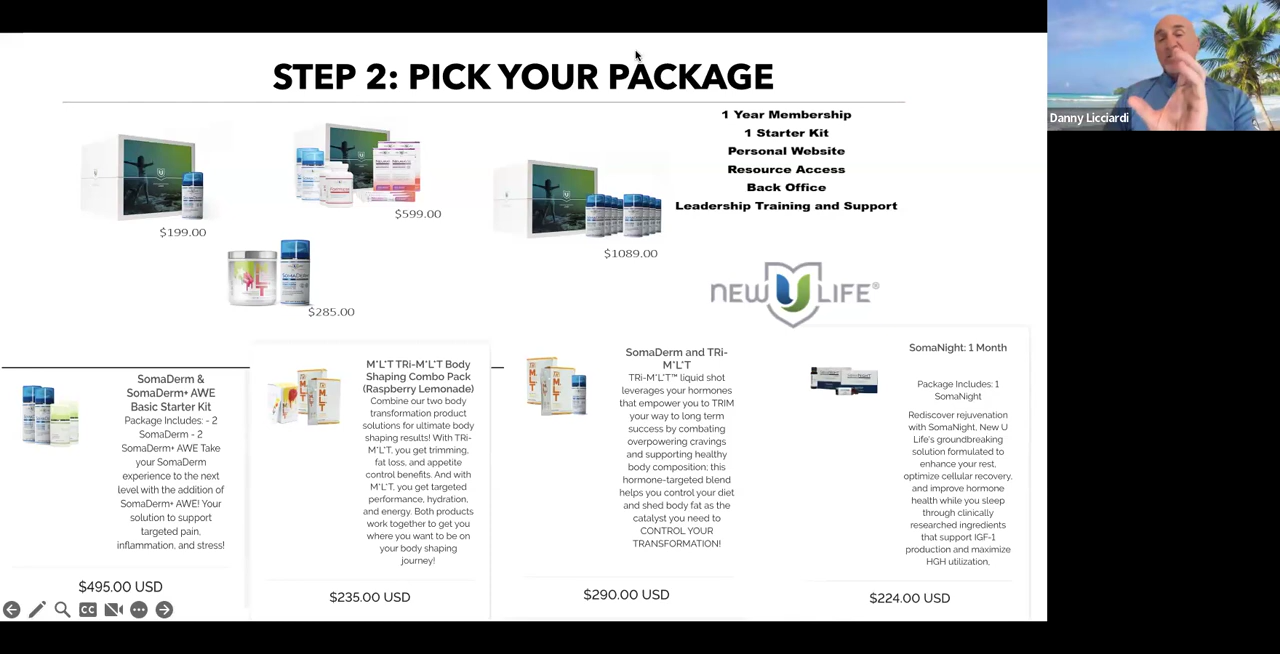 STEP 2: PICK YOUR PACKAGE
Danny Licciardi
1 Year Membership
1 Starter Kit
Personal Website
Resource Access
Back Office
Leadership Training and Support
$199.00
$599.00
$1089.00
$285.00
NEW U LIFE®
SomaDerm &
SomaDerm+ AWE
Basic Starter Kit
Package Includes: - 2
SomaDerm - 2
SomaDerm+ AWE Take
your SomaDerm
experience to the next
level with the addition of
SomaDerm+ AWE! Your
solution to support
targeted pain,
inflammation, and stress!
$495.00 USD
M*L*T TRi-M*L*T Body
Shaping Combo Pack
(Raspberry Lemonade)
Combine our two body
transformation product
solutions for ultimate body
shaping results! With TRi-
M*L*T, you get trimming,
fat loss, and appetite
control benefits. And with
M*L*T, you get targeted
performance, hydration,
and energy. Both products
work together to get you
where you want to be on
your body shaping
journey!
$235.00 USD
SomaDerm and TRi-
M*L*T
TRi-M*L*T™ liquid shot
leverages your hormones
that empower you to TRIM
your way to long term
success by combating
overpowering cravings
and supporting healthy
body composition; this
hormone-targeted blend
helps you control your diet
and shed body fat as the
catalyst you need to
CONTROL YOUR
TRANSFORMATION!
$290.00 USD
SomaNight: 1 Month
Package Includes: 1
SomaNight
Rediscover rejuvenation
with SomaNight, New U
Life's groundbreaking
solution formulated to
enhance your rest,
optimize cellular recovery,
and improve hormone
health while you sleep
through clinically
researched ingredients
that support IGF-1
production and maximize
HGH utilization.
$224.00 USD
CC